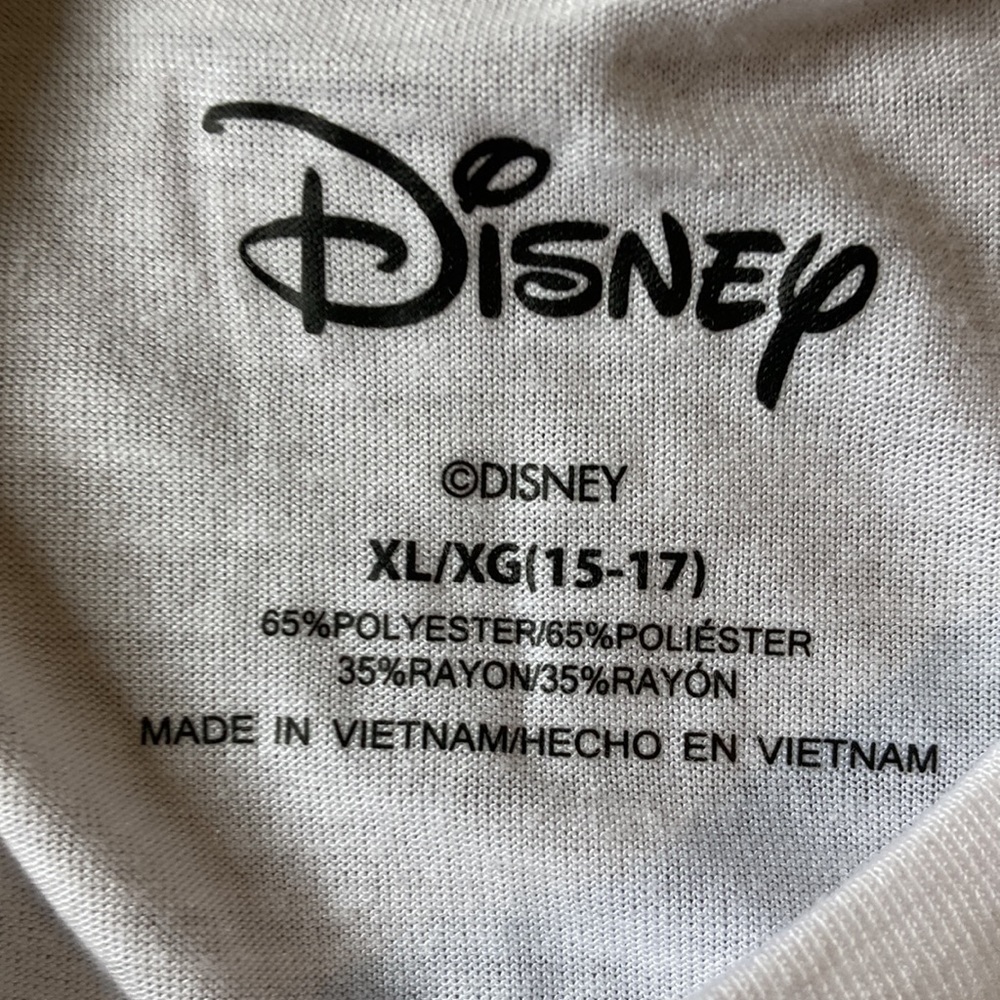 Disney
©DISNEY
XL/XG(15-17)
65%POLYESTER/65%POLIÉSTER
35%RAYON/35%RAYÓN
MADE IN VIETNAM/HECHO EN VIETNAM